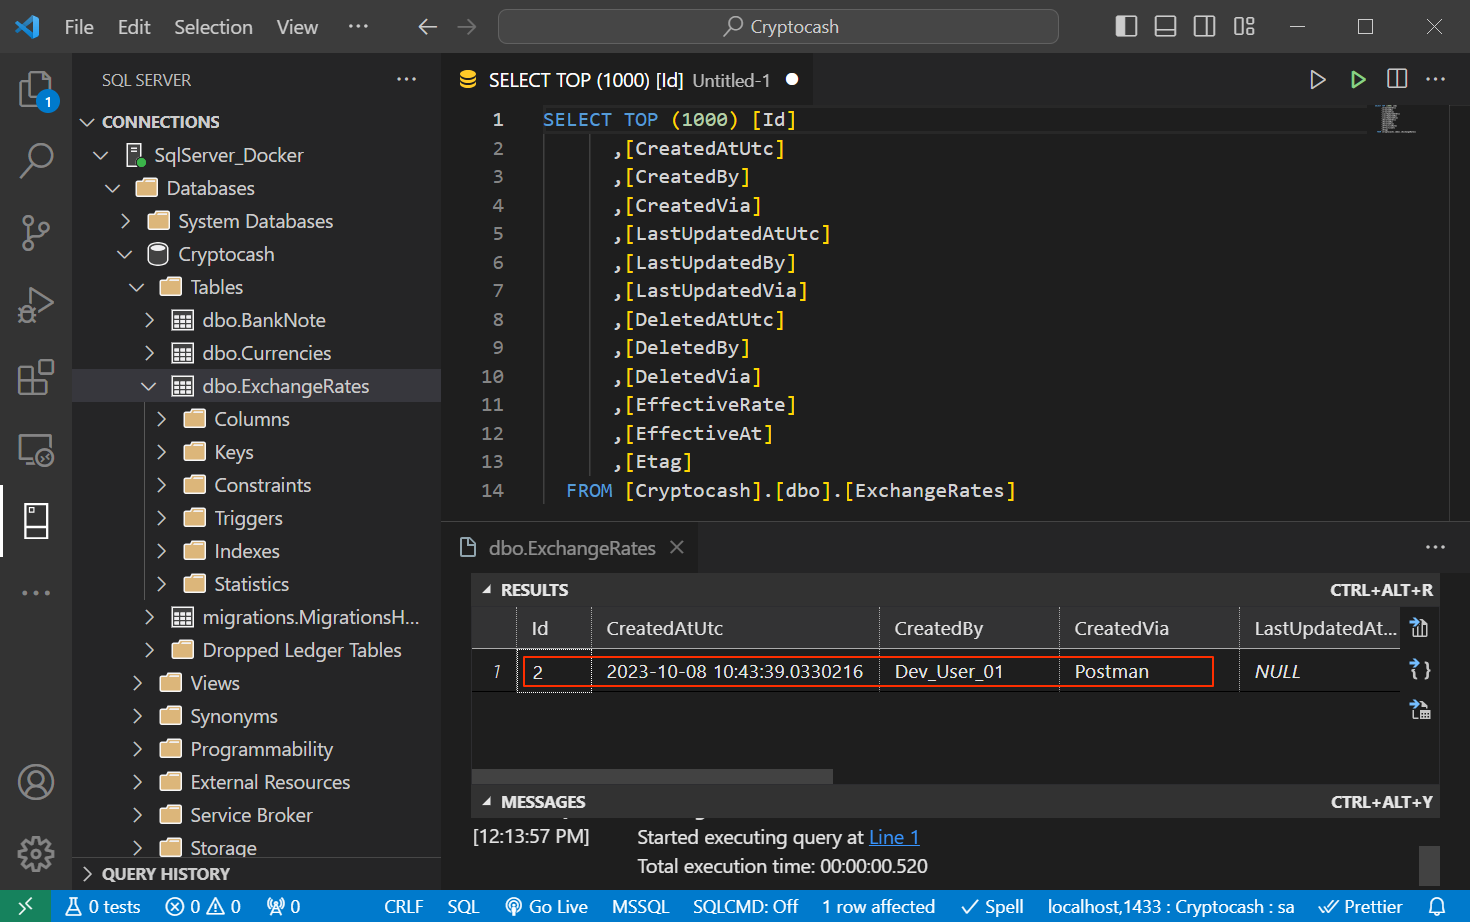 File Edit Selection View ··· Cryptocash
SQL SERVER ···
1
CONNECTIONS
SqlServer_Docker
Databases
System Databases
Cryptocash
Tables
dbo.BankNote
dbo.Currencies
dbo.ExchangeRates
Columns
Keys
Constraints
Triggers
Indexes
Statistics
migrations.MigrationsH...
Dropped Ledger Tables
Views
Synonyms
Programmability
External Resources
Service Broker
Storage
QUERY HISTORY
SELECT TOP (1000) [Id] Untitled-1
1 SELECT TOP (1000) [Id]
2 ,[CreatedAtUtc]
3 ,[CreatedBy]
4 ,[CreatedVia]
5 ,[LastUpdatedAtUtc]
6 ,[LastUpdatedBy]
7 ,[LastUpdatedVia]
8 ,[DeletedAtUtc]
9 ,[DeletedBy]
10 ,[DeletedVia]
11 ,[EffectiveRate]
12 ,[EffectiveAt]
13 ,[Etag]
14 FROM [Cryptocash].[dbo].[ExchangeRates]
dbo.ExchangeRates
RESULTS CTRL+ALT+R
Id CreatedAtUtc CreatedBy CreatedVia LastUpdatedAt...
1 2 2023-10-08 10:43:39.0330216 Dev_User_01 Postman NULL
MESSAGES CTRL+ALT+Y
[12:13:57 PM] Started executing query at Line 1
Total execution time: 00:00:00.520
0 tests 0 0 0 CRLF SQL Go Live MSSQL SQLCMD: Off 1 row affected Spell localhost,1433 : Cryptocash : sa Prettier